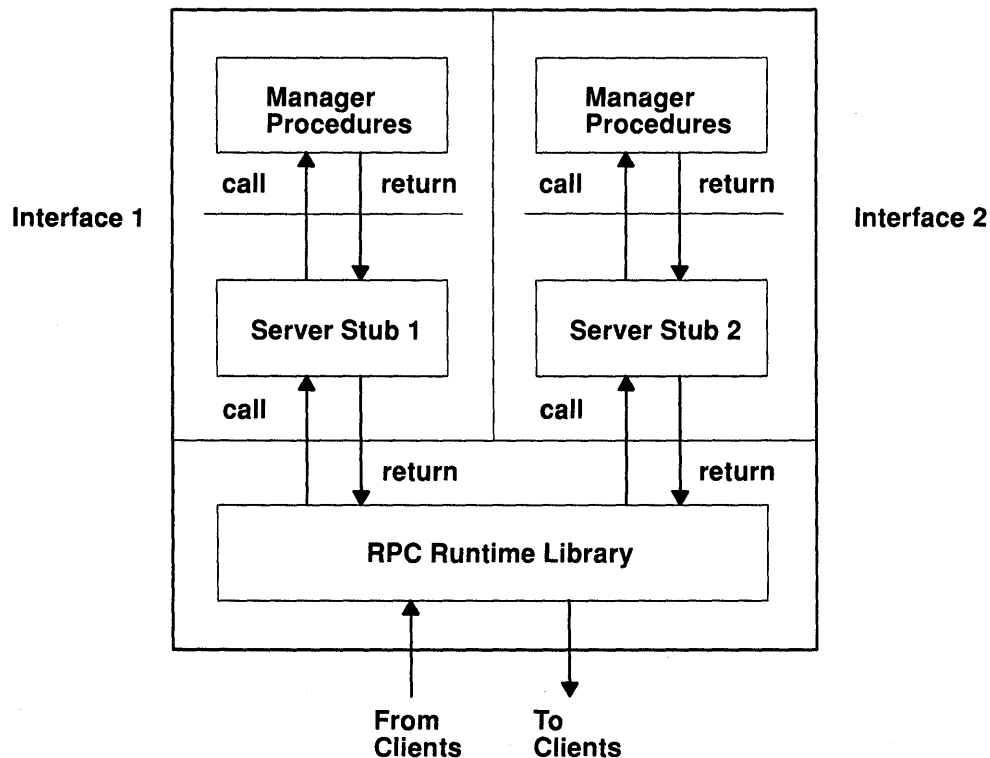 Manager
Procedures
Manager
Procedures
call
return
call
return
Interface 1
Interface 2
Server Stub 1
Server Stub 2
call
call
return
return
RPC Runtime Library
From
Clients
To
Clients